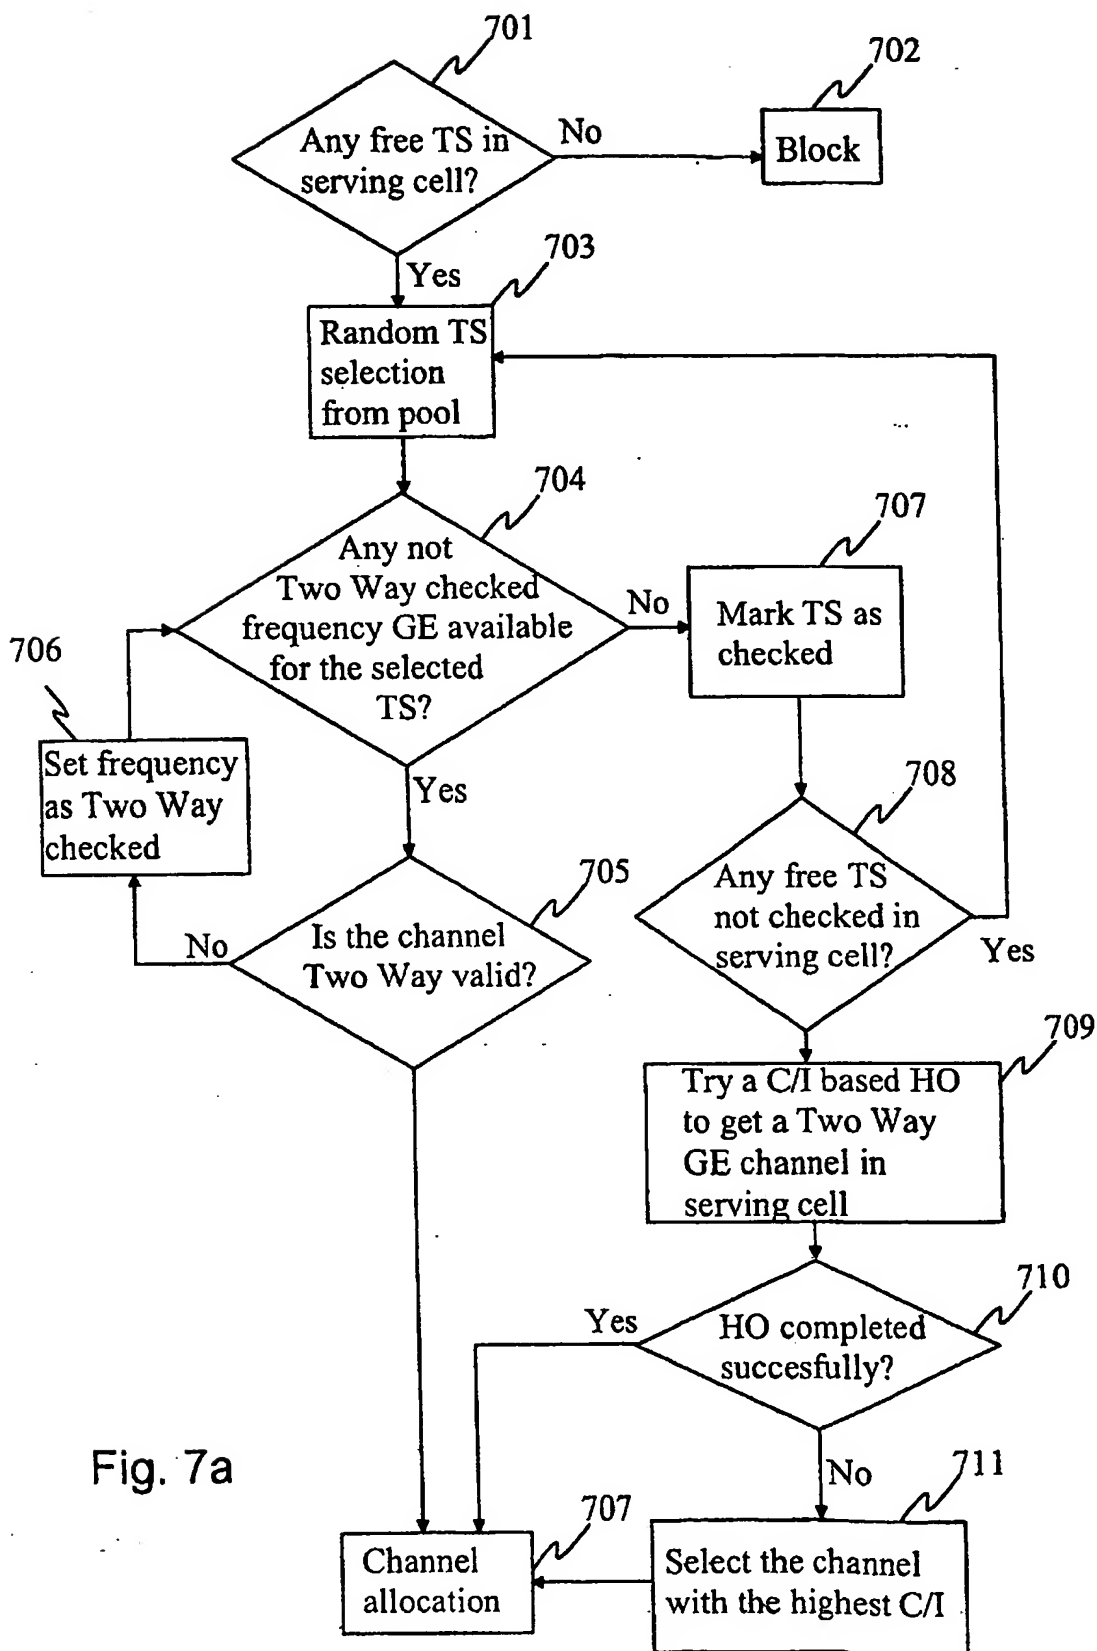 701
702
Any free TS in
serving cell?
No
Block
Yes
703
Random TS
selection
from pool
704
707
Any not
Two Way checked
frequency GE available
for the selected
TS?
No
Mark TS as
checked
706
Set frequency
as Two Way
checked
Yes
708
Any free TS
not checked in
serving cell?
Yes
705
Is the channel
Two Way valid?
No
709
Try a C/I based HO
to get a Two Way
GE channel in
serving cell
710
HO completed
succesfully?
Yes
No
711
Fig. 7a
707
Channel
allocation
Select the channel
with the highest C/I